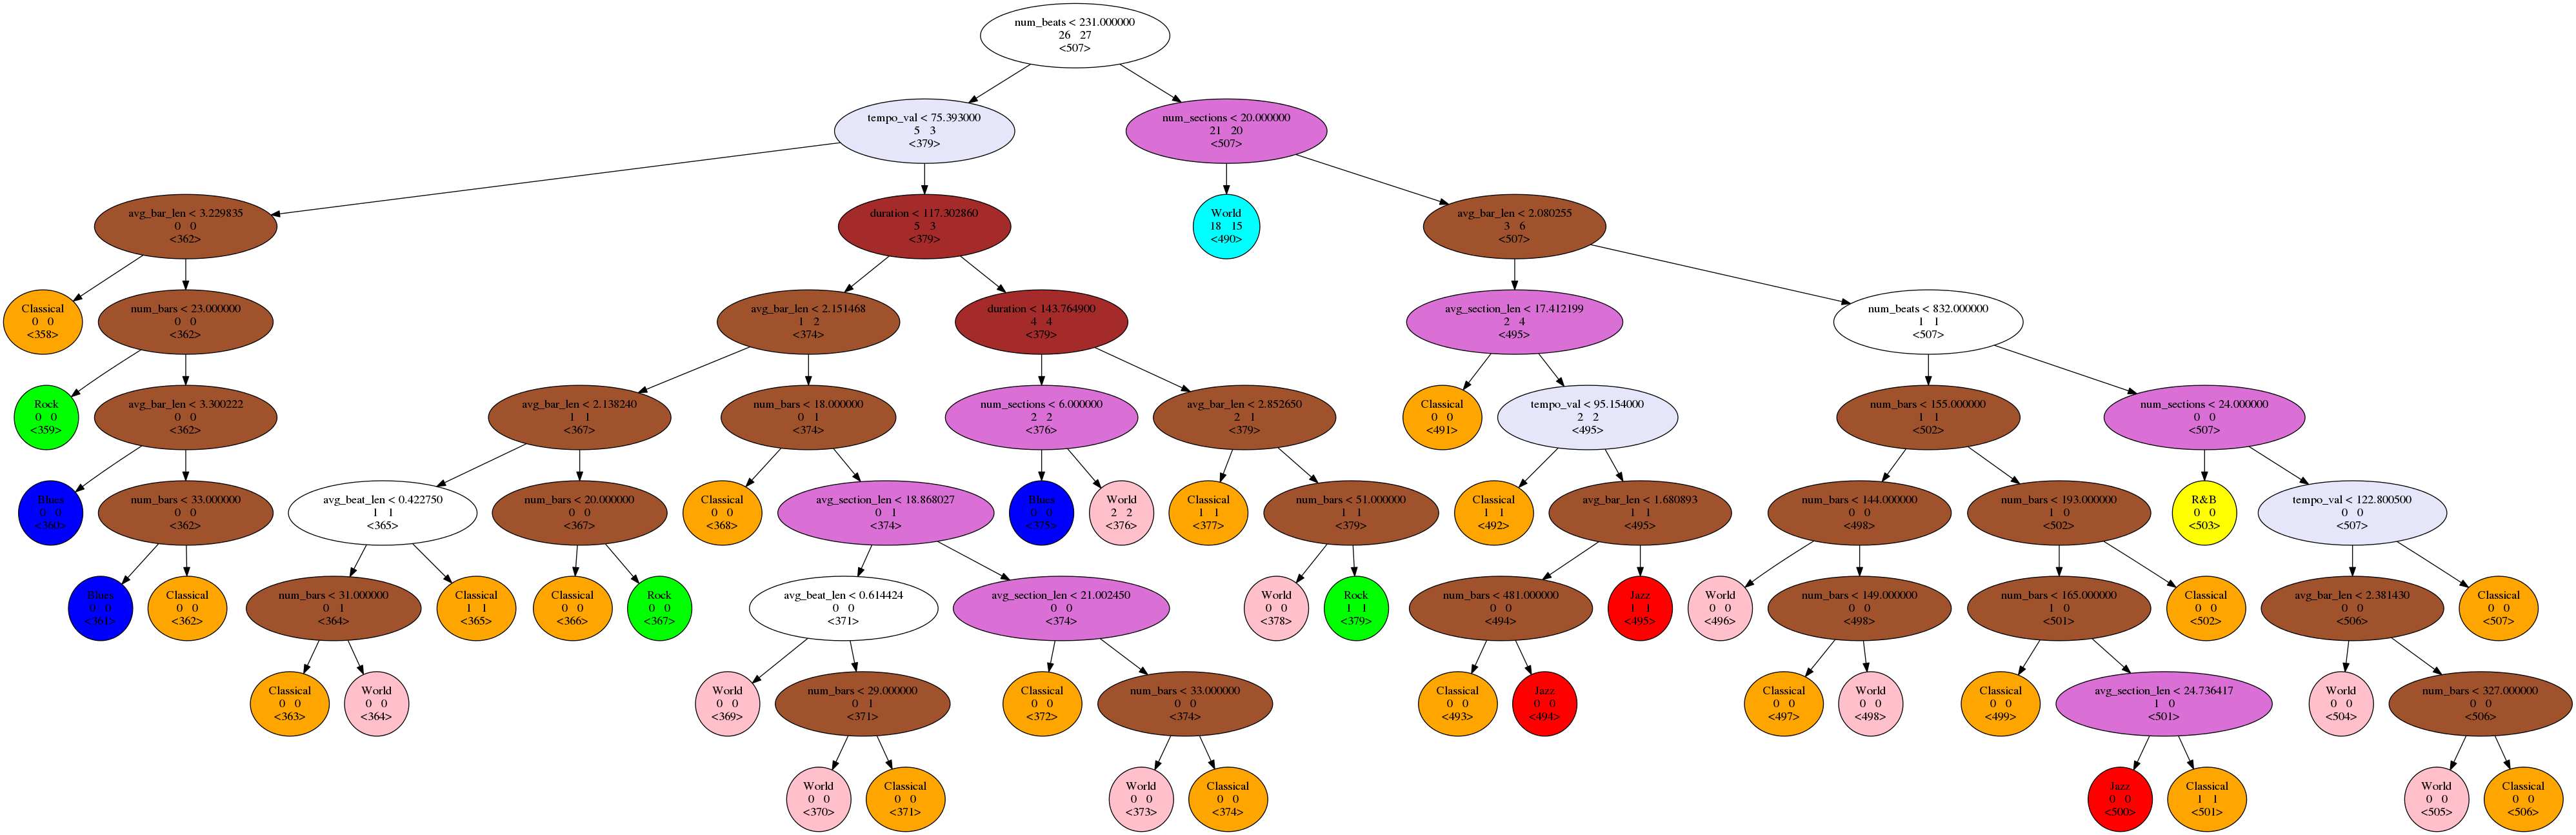 num_beats < 231.000000
26 27
<507>
tempo_val < 75.393000
5 3
<379>
num_sections < 20.000000
21 20
<507>
avg_bar_len < 3.229835
0 0
<362>
duration < 117.302860
5 3
<379>
World
18 15
<490>
avg_bar_len < 2.080255
3 6
<507>
Classical
0 0
<358>
num_bars < 23.000000
0 0
<362>
avg_bar_len < 2.151468
1 2
<374>
duration < 143.764900
4 4
<379>
avg_section_len < 17.412199
2 4
<495>
num_beats < 832.000000
1 1
<507>
Rock
0 0
<359>
avg_bar_len < 3.300222
0 0
<362>
avg_bar_len < 2.138240
1 1
<367>
num_bars < 18.000000
0 1
<374>
num_sections < 6.000000
2 2
<376>
avg_bar_len < 2.852650
2 1
<379>
Classical
0 0
<491>
tempo_val < 95.154000
2 2
<495>
num_bars < 155.000000
1 1
<502>
num_sections < 24.000000
0 0
<507>
Blues
0 0
<360>
num_bars < 33.000000
0 0
<362>
avg_beat_len < 0.422750
1 1
<365>
num_bars < 20.000000
0 0
<367>
Classical
0 0
<368>
avg_section_len < 18.868027
0 1
<374>
Blues
0 0
<375>
World
2 2
<376>
Classical
1 1
<377>
num_bars < 51.000000
1 1
<379>
Classical
1 1
<492>
avg_bar_len < 1.680893
1 1
<495>
num_bars < 144.000000
0 0
<498>
num_bars < 193.000000
1 0
<502>
R&B
0 0
<503>
tempo_val < 122.800500
0 0
<507>
Blues
0 0
<361>
Classical
0 0
<362>
num_bars < 31.000000
0 1
<364>
Classical
1 1
<365>
Classical
0 0
<366>
Rock
0 0
<367>
avg_beat_len < 0.614424
0 0
<371>
avg_section_len < 21.002450
0 0
<374>
World
0 0
<378>
Rock
1 1
<379>
num_bars < 481.000000
0 0
<494>
Jazz
1 1
<495>
World
0 0
<496>
num_bars < 149.000000
0 0
<498>
num_bars < 165.000000
1 0
<501>
Classical
0 0
<502>
avg_bar_len < 2.381430
0 0
<506>
Classical
0 0
<507>
Classical
0 0
<363>
World
0 0
<364>
World
0 0
<369>
num_bars < 29.000000
0 1
<371>
Classical
0 0
<372>
num_bars < 33.000000
0 0
<374>
Classical
0 0
<493>
Jazz
0 0
<494>
Classical
0 0
<497>
World
0 0
<498>
Classical
0 0
<499>
avg_section_len < 24.736417
1 0
<501>
World
0 0
<504>
num_bars < 327.000000
0 0
<506>
World
0 0
<370>
Classical
0 0
<371>
World
0 0
<373>
Classical
0 0
<374>
Jazz
0 0
<500>
Classical
1 1
<501>
World
0 0
<505>
Classical
0 0
<506>